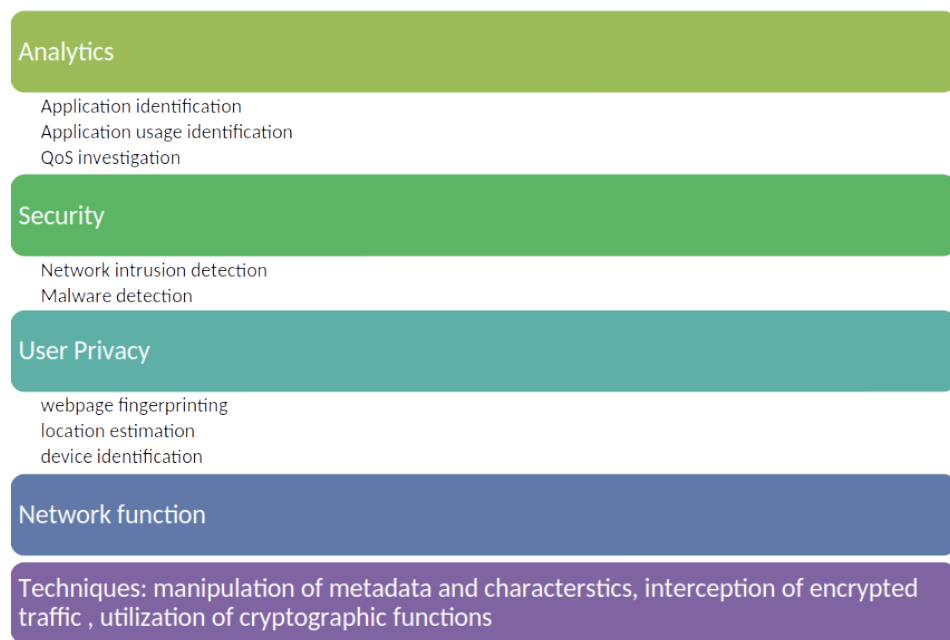 Analytics
Application identification
Application usage identification
QoS investigation
Security
Network intrusion detection
Malware detection
User Privacy
webpage fingerprinting
location estimation
device identification
Network function
Techniques: manipulation of metadata and characterstics, interception of encrypted
traffic , utilization of cryptographic functions